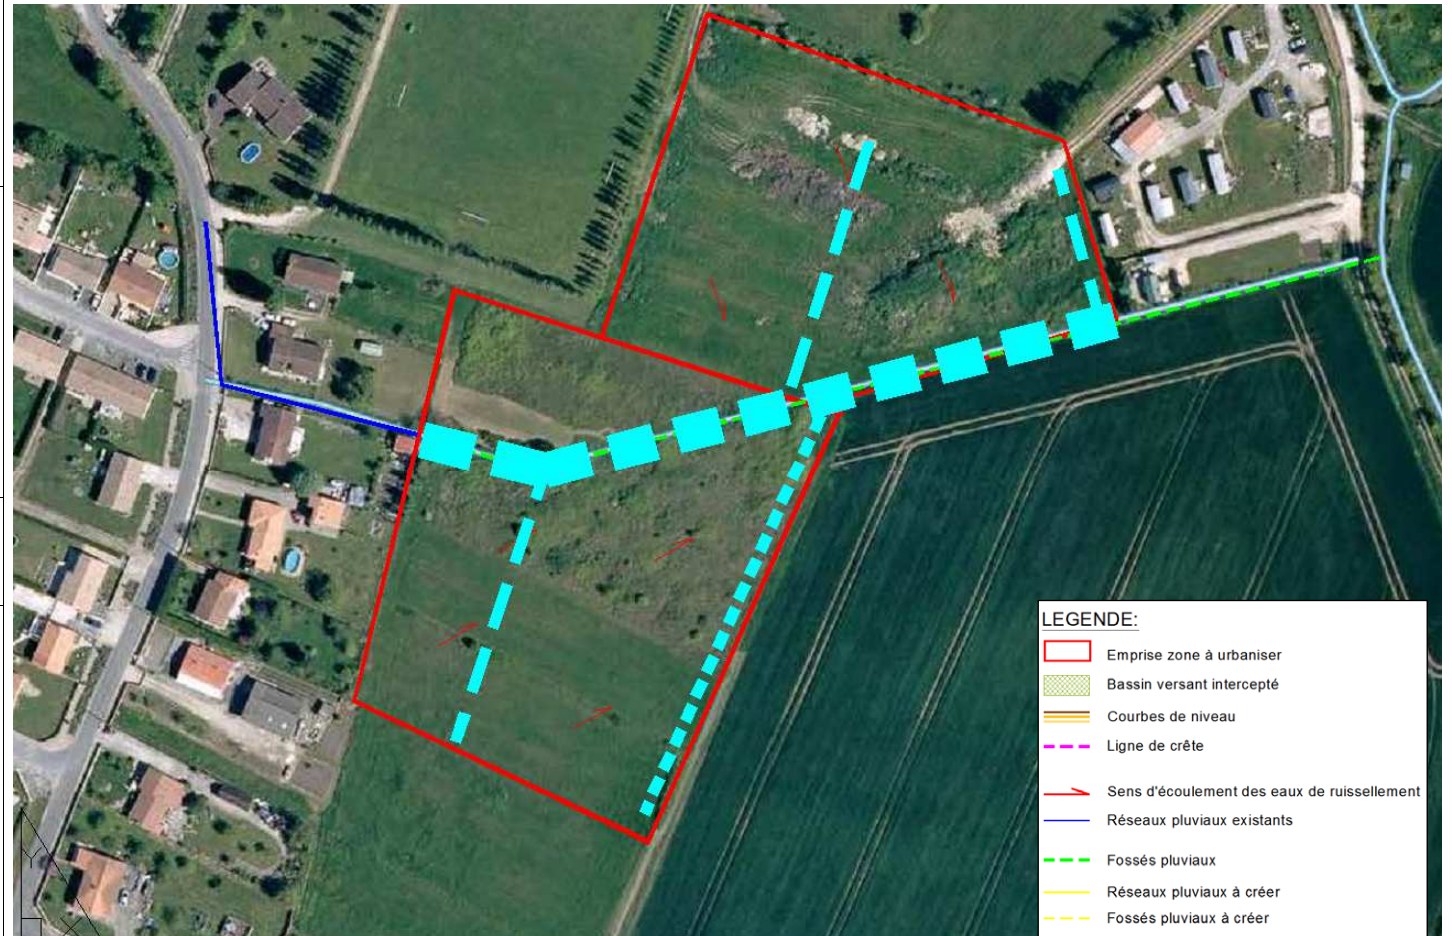 LEGENDE:
Emprise zone à urbaniser
Bassin versant intercepté
Courbes de niveau
Ligne de crête
Sens d'écoulement des eaux de ruissellement
Réseaux pluviaux existants
Fossés pluviaux
Réseaux pluviaux à créer
Fossés pluviaux à créer
Y
X